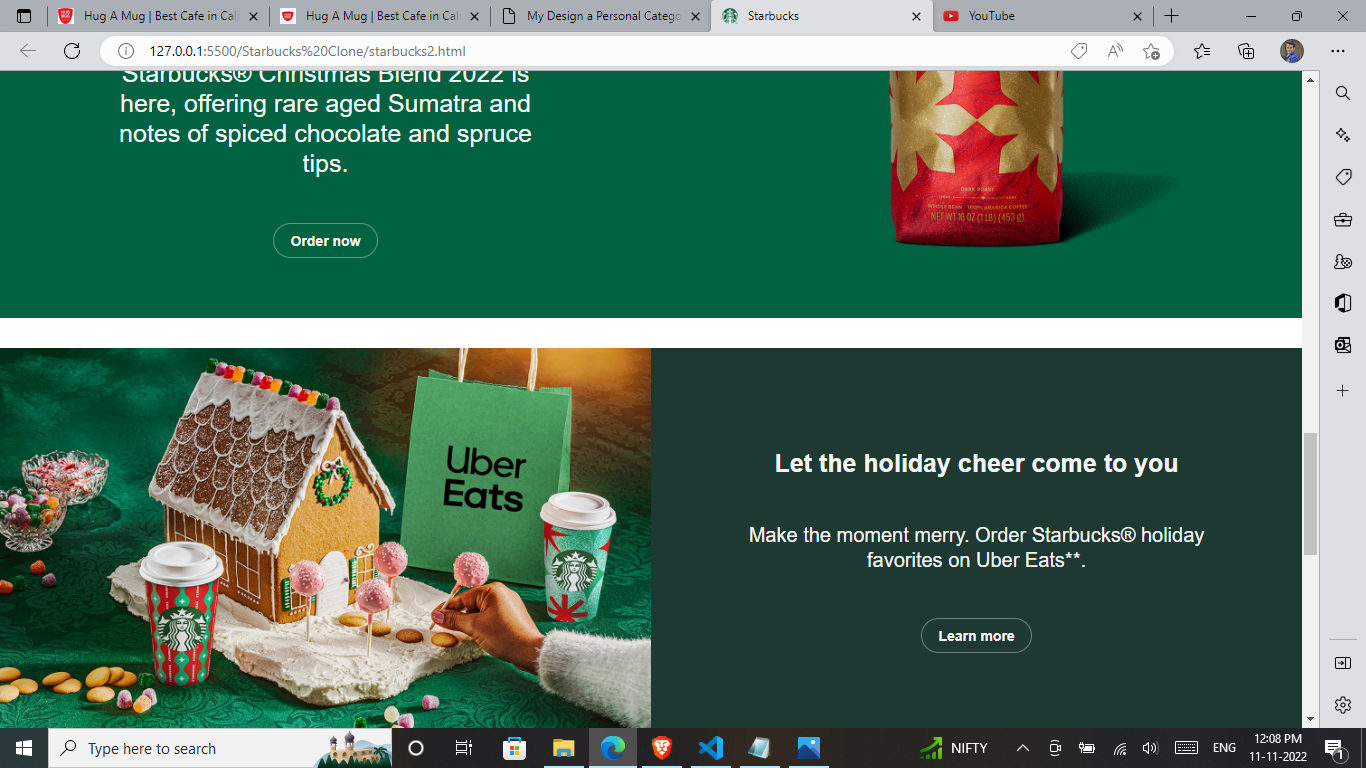 Hug A Mug | Best Cafe in Cali
Hug A Mug | Best Cafe in Cali
My Design a Personal Catego
Starbucks
YouTube
127.0.0.1:5500/Starbucks%20Clone/starbucks2.html
Starbucks® Christmas Blend 2022 is
here, offering rare aged Sumatra and
notes of spiced chocolate and spruce
tips.
Order now
DARK ROAST
WHOLE BEAN 100% ARABICA COFFEE
NET WT 16 OZ (1 LB) (453 g)
Uber
Eats
Let the holiday cheer come to you
Make the moment merry. Order Starbucks® holiday
favorites on Uber Eats**.
Learn more
Type here to search
NIFTY
ENG
12:08 PM
11-11-2022
1